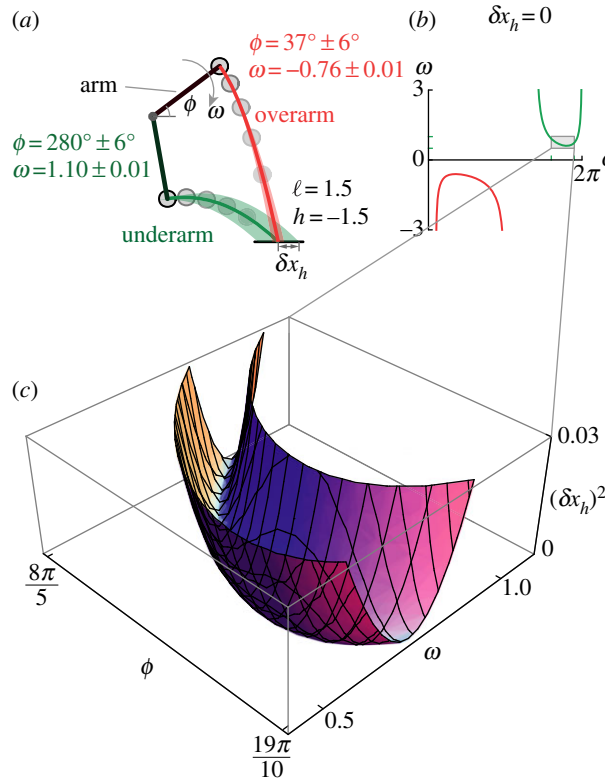 (a)
ϕ = 37° ± 6°
ω = −0.76 ± 0.01
arm
ϕ
ω
overarm
ϕ = 280° ± 6°
ω = 1.10 ± 0.01
ℓ = 1.5
h = −1.5
underarm
δx_h
(b)
δx_h = 0
ω
3
0
2π
−3
(c)
0.03
(δx_h)²
0
8π/5
1.0
ϕ
ω
0.5
19π/10